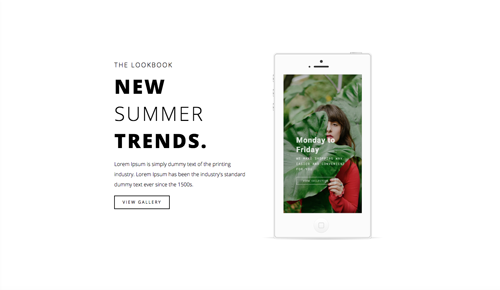 THE LOOKBOOK
NEW
SUMMER
TRENDS.
Lorem Ipsum is simply dummy text of the printing
industry. Lorem Ipsum has been the industry's standard
dummy text ever since the 1500s.
VIEW GALLERY
Monday to
Friday